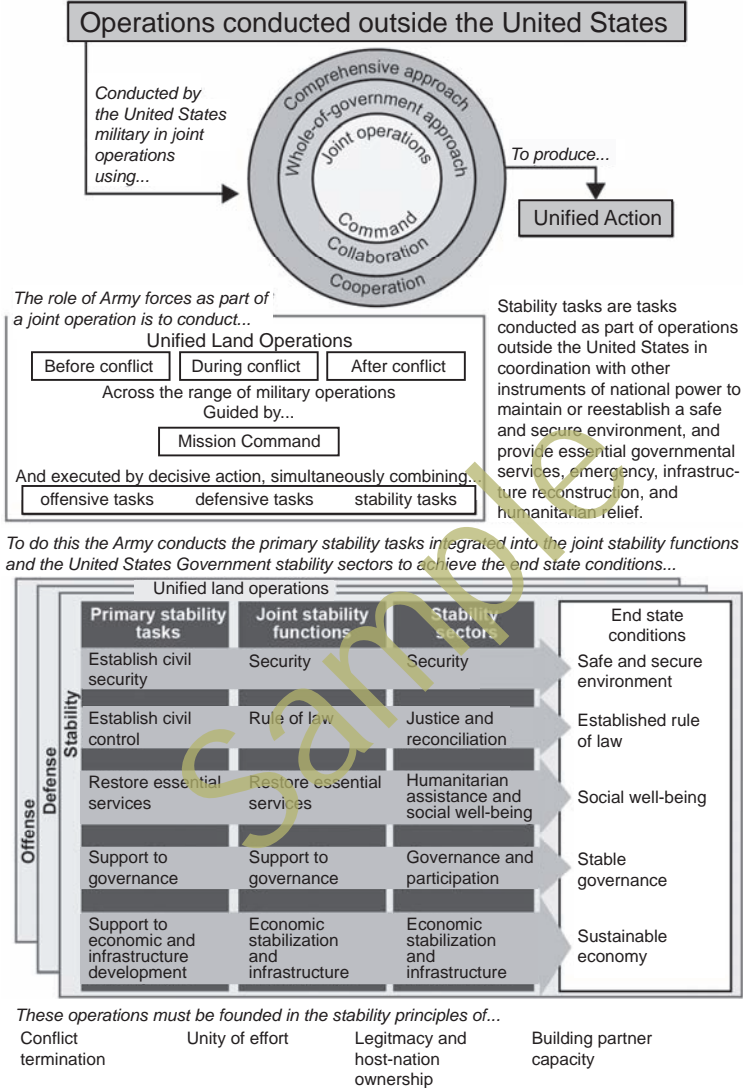 Operations conducted outside the United States
Conducted by
the United States
military in joint
operations
using...
Comprehensive approach
Whole-of-government approach
Joint operations
Command
Collaboration
Cooperation
To produce...
Unified Action
The role of Army forces as part of
a joint operation is to conduct...
Unified Land Operations
Before conflict During conflict After conflict
Across the range of military operations
Guided by...
Mission Command
And executed by decisive action, simultaneously combining...
offensive tasks defensive tasks stability tasks
Stability tasks are tasks
conducted as part of operations
outside the United States in
coordination with other
instruments of national power to
maintain or reestablish a safe
and secure environment, and
provide essential governmental
services, emergency, infrastruc-
ture reconstruction, and
humanitarian relief.
To do this the Army conducts the primary stability tasks integrated into the joint stability functions
and the United States Government stability sectors to achieve the end state conditions...
Unified land operations
Offense
Defense
Stability
Primary stability
tasks
Joint stability
functions
Stability
sectors
End state
conditions
Establish civil
security
Security
Security
Safe and secure
environment
Establish civil
control
Rule of law
Justice and
reconciliation
Established rule
of law
Restore essential
services
Restore essential
services
Humanitarian
assistance and
social well-being
Social well-being
Support to
governance
Support to
governance
Governance and
participation
Stable
governance
Support to
economic and
infrastructure
development
Economic
stabilization
and
infrastructure
Economic
stabilization
and
infrastructure
Sustainable
economy
These operations must be founded in the stability principles of...
Conflict
termination
Unity of effort
Legitmacy and
host-nation
ownership
Building partner
capacity
Sample